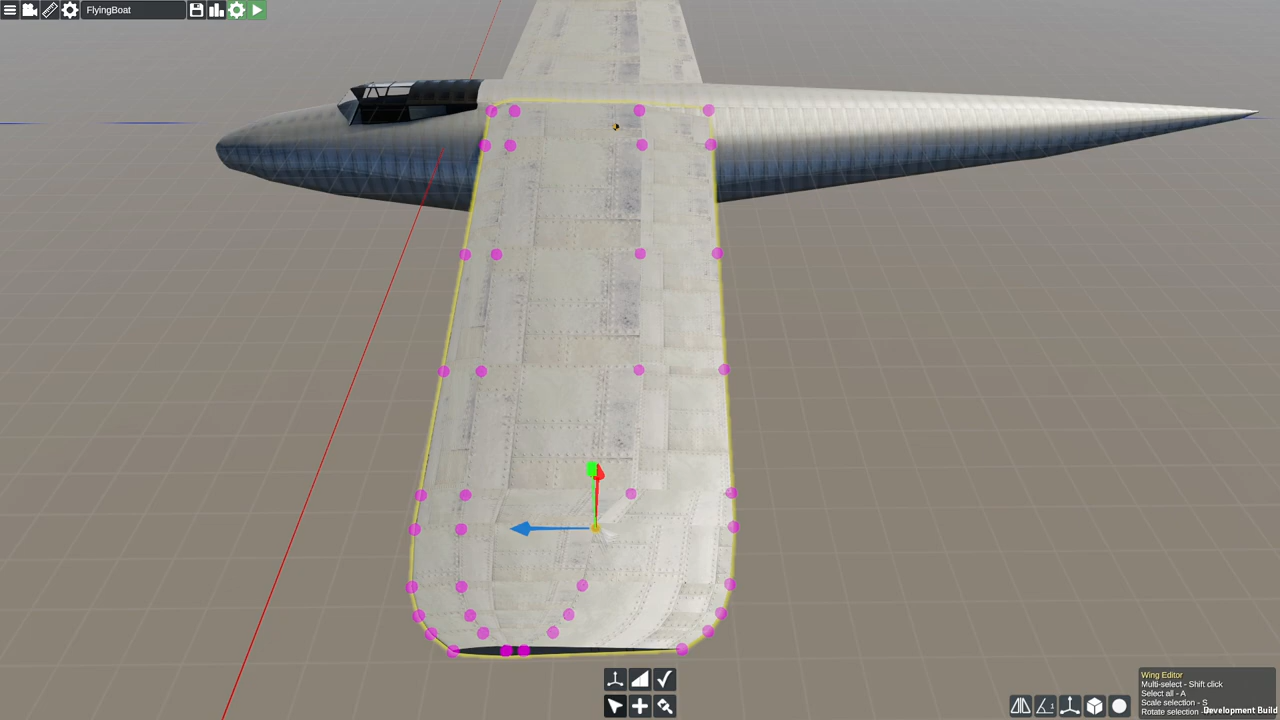 FlyingBoat
Wing Editor
Multi-select - Shift click
Select all - A
Scale selection - S
Rotate selection -
Development Build